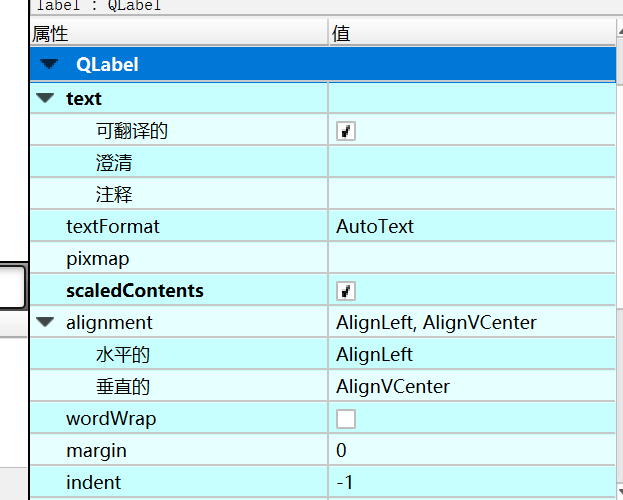 label : QLabel
属性 值
QLabel
text
可翻译的
澄清
注释
textFormat AutoText
pixmap
scaledContents
alignment AlignLeft, AlignVCenter
水平的 AlignLeft
垂直的 AlignVCenter
wordWrap
margin 0
indent -1